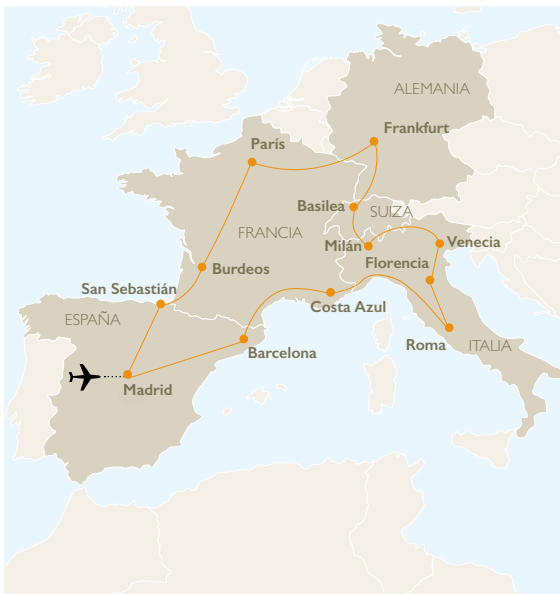 ALEMANIA
Frankfurt
París
Basilea
SUIZA
FRANCIA
Milán
Venecia
Florencia
Burdeos
San Sebastián
Costa Azul
ESPAÑA
Roma
ITALIA
Barcelona
Madrid